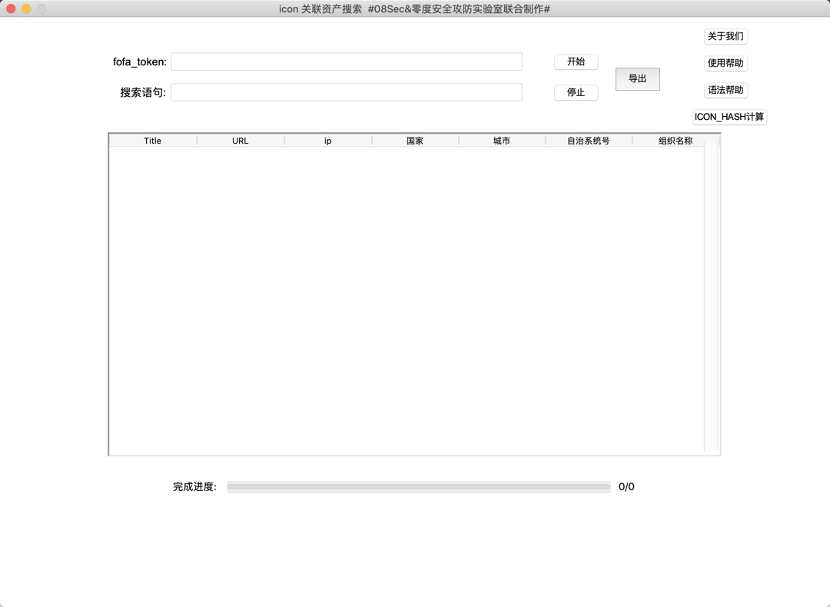 icon 关联资产搜索 #08Sec&零度安全攻防实验室联合制作#
关于我们
fofa_token:
开始
使用帮助
导出
搜索语句:
停止
语法帮助
ICON_HASH计算
Title URL ip 国家 城市 自治系统号 组织名称
完成进度: 0/0